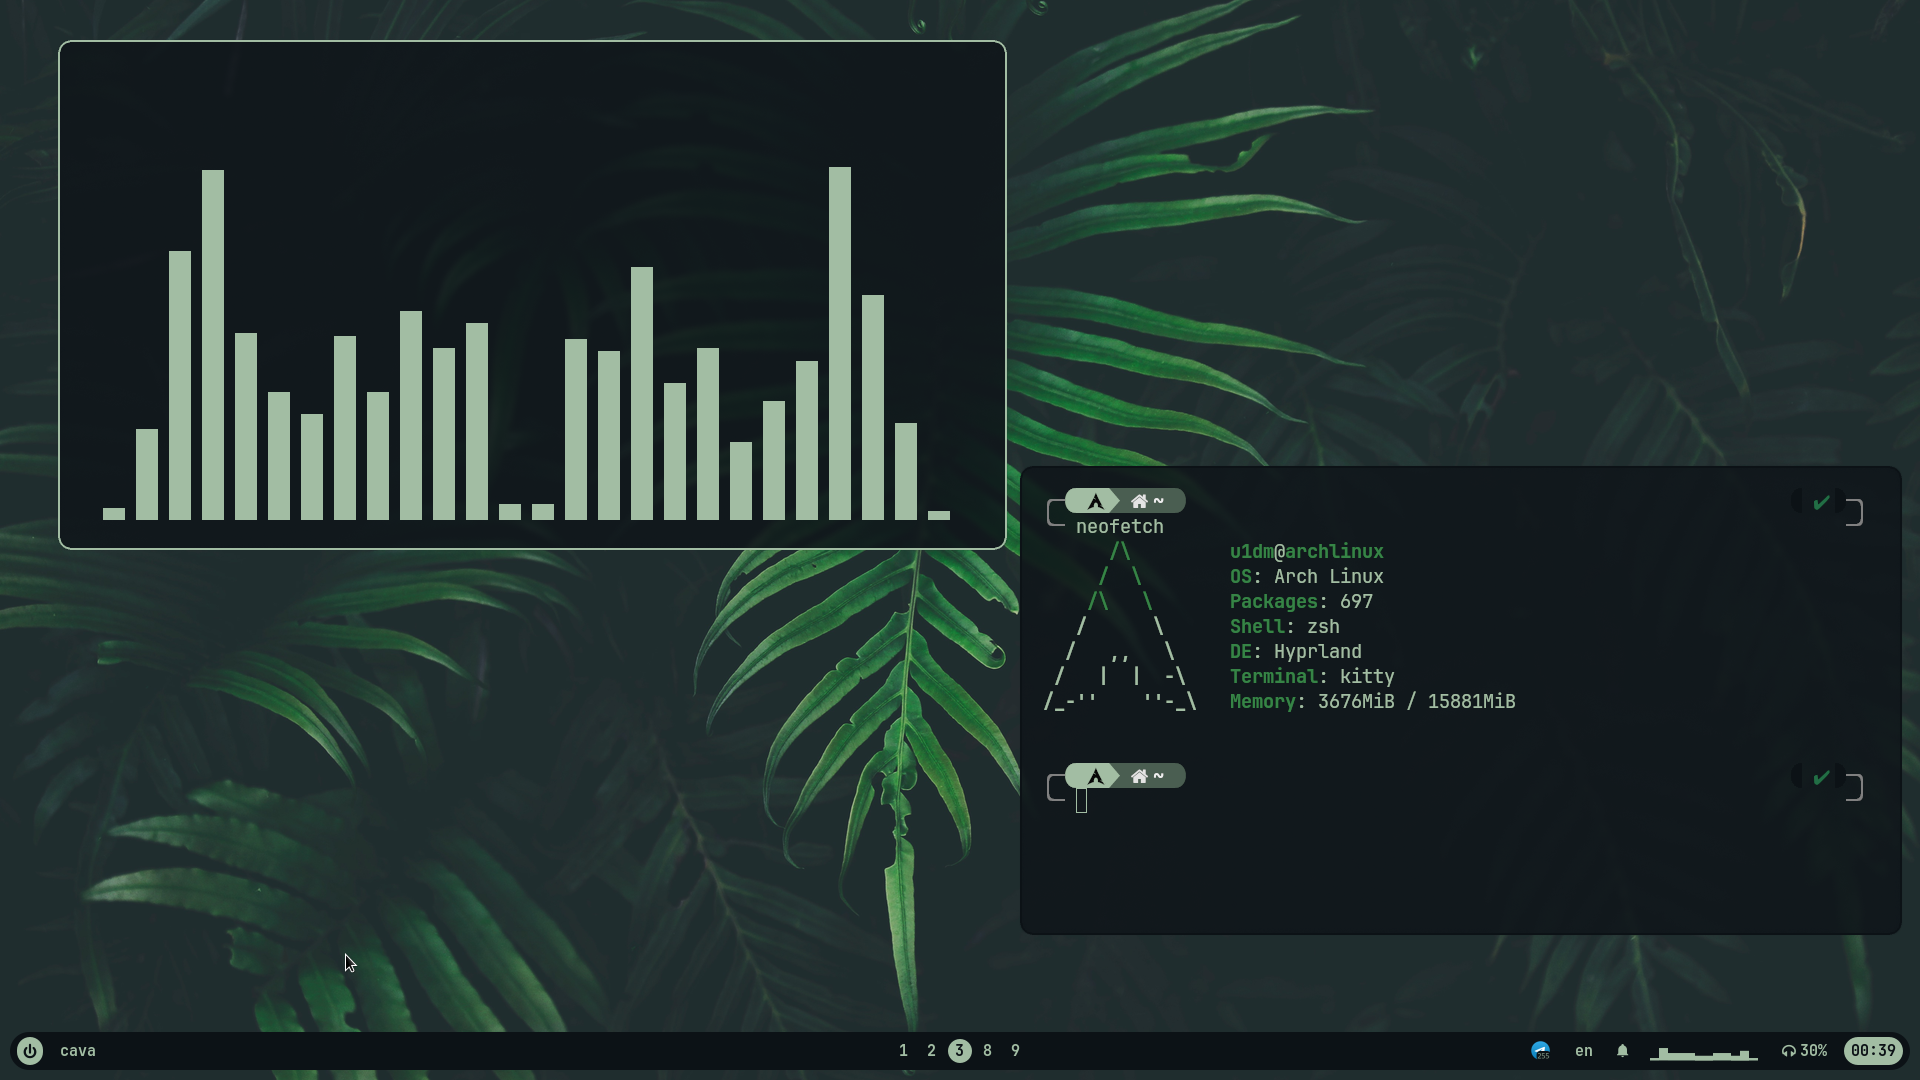 ~
neofetch
u1dm@archlinux
OS: Arch Linux
Packages: 697
Shell: zsh
DE: Hyprland
Terminal: kitty
Memory: 3676MiB / 15881MiB
~
cava
1 2 3 8 9
255
en
30%
00:39